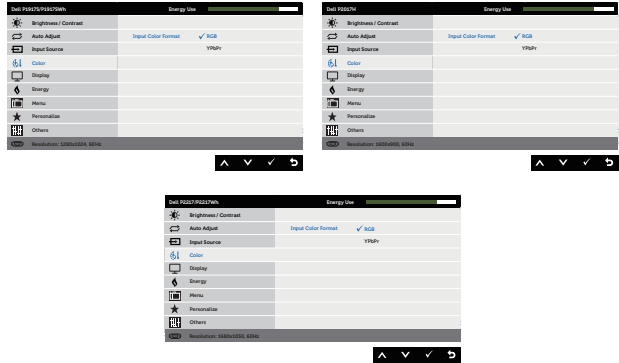 Dell P1917S/P1917SWh Energy Use
Brightness / Contrast
Auto Adjust Input Color Format ✓ RGB
Input Source YPbPr
Color
Display
Energy
Menu
Personalize
Others
Resolution: 1280x1024, 60Hz
Dell P2017H Energy Use
Brightness / Contrast
Auto Adjust Input Color Format ✓ RGB
Input Source YPbPr
Color
Display
Energy
Menu
Personalize
Others
Resolution: 1600x900, 60Hz
Dell P2217/P2217Wh Energy Use
Brightness / Contrast
Auto Adjust Input Color Format ✓ RGB
Input Source YPbPr
Color
Display
Energy
Menu
Personalize
Others
Resolution: 1680x1050, 60Hz